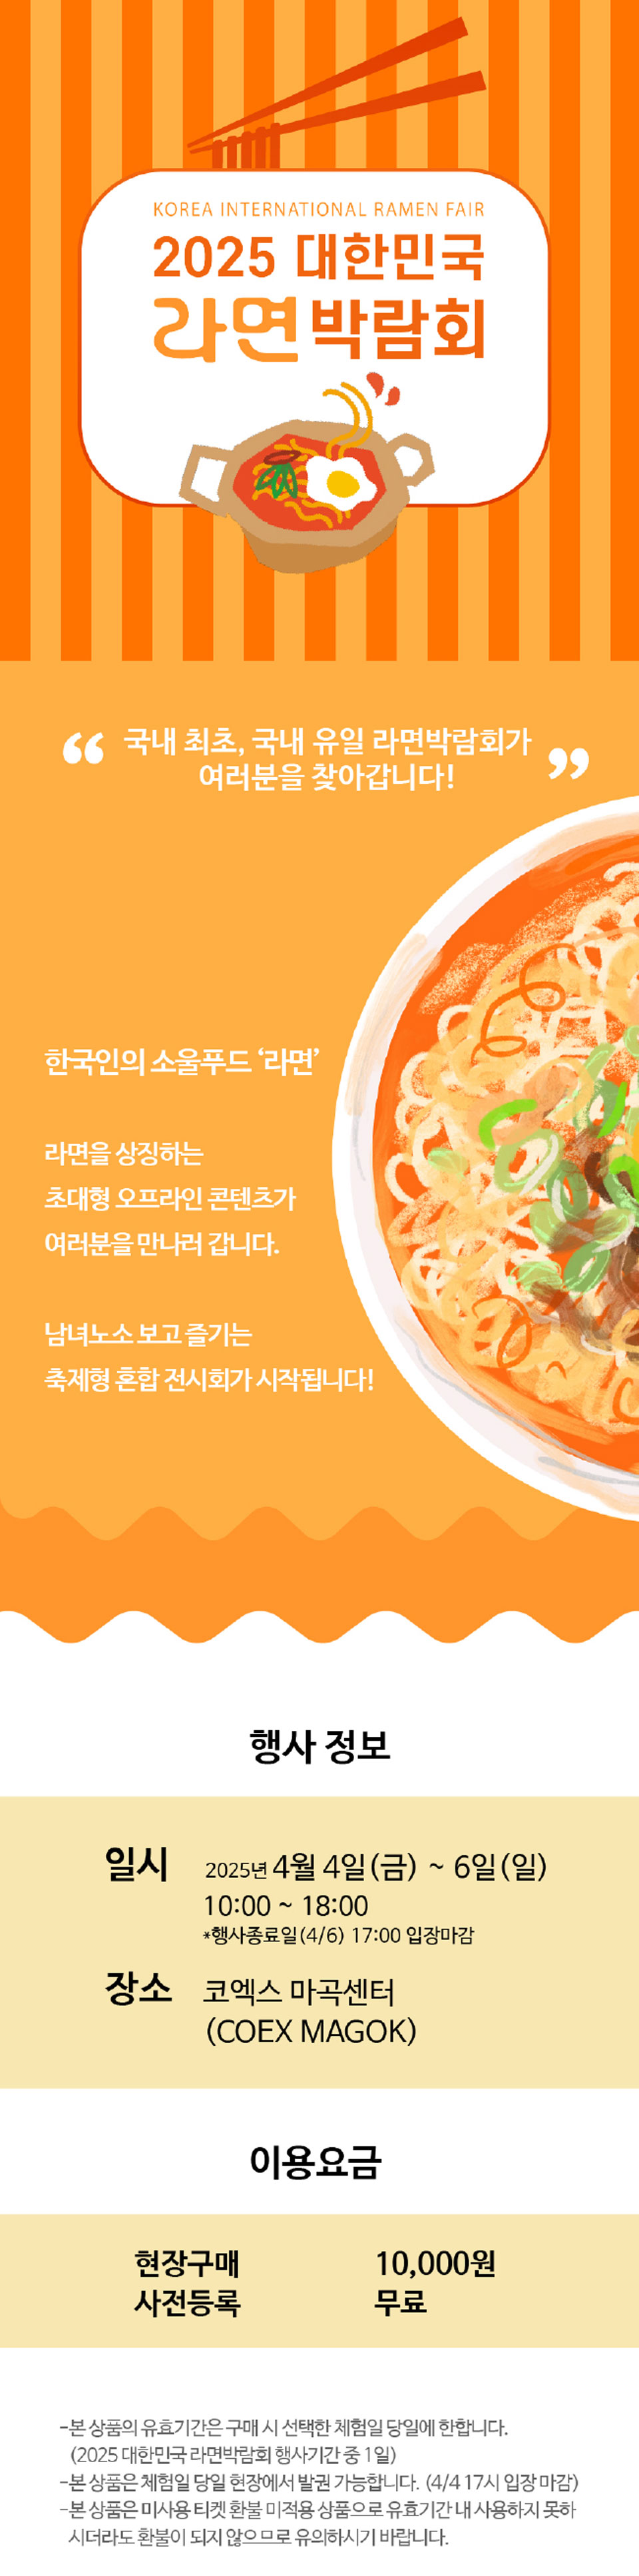 KOREA INTERNATIONAL RAMEN FAIR
2025 대한민국
라면박람회
“ 국내 최초, 국내 유일 라면박람회가
여러분을 찾아갑니다! ”
한국인의 소울푸드 ‘라면’
라면을 상징하는
초대형 오프라인 콘텐츠가
여러분을 만나러 갑니다.
남녀노소 보고 즐기는
축제형 혼합 전시회가 시작됩니다!
행사 정보
일시 2025년 4월 4일(금) ~ 6일(일)
10:00 ~ 18:00
*행사종료일(4/6) 17:00 입장마감
장소 코엑스 마곡센터
(COEX MAGOK)
이용요금
현장구매 10,000원
사전등록 무료
-본 상품의 유효기간은 구매 시 선택한 체험일 당일에 한합니다.
(2025 대한민국 라면박람회 행사기간 중 1일)
-본 상품은 체험일 당일 현장에서 발권 가능합니다. (4/4 17시 입장 마감)
-본 상품은 미사용 티켓 환불 미적용 상품으로 유효기간 내 사용하지 못하
시더라도 환불이 되지 않으므로 유의하시기 바랍니다.